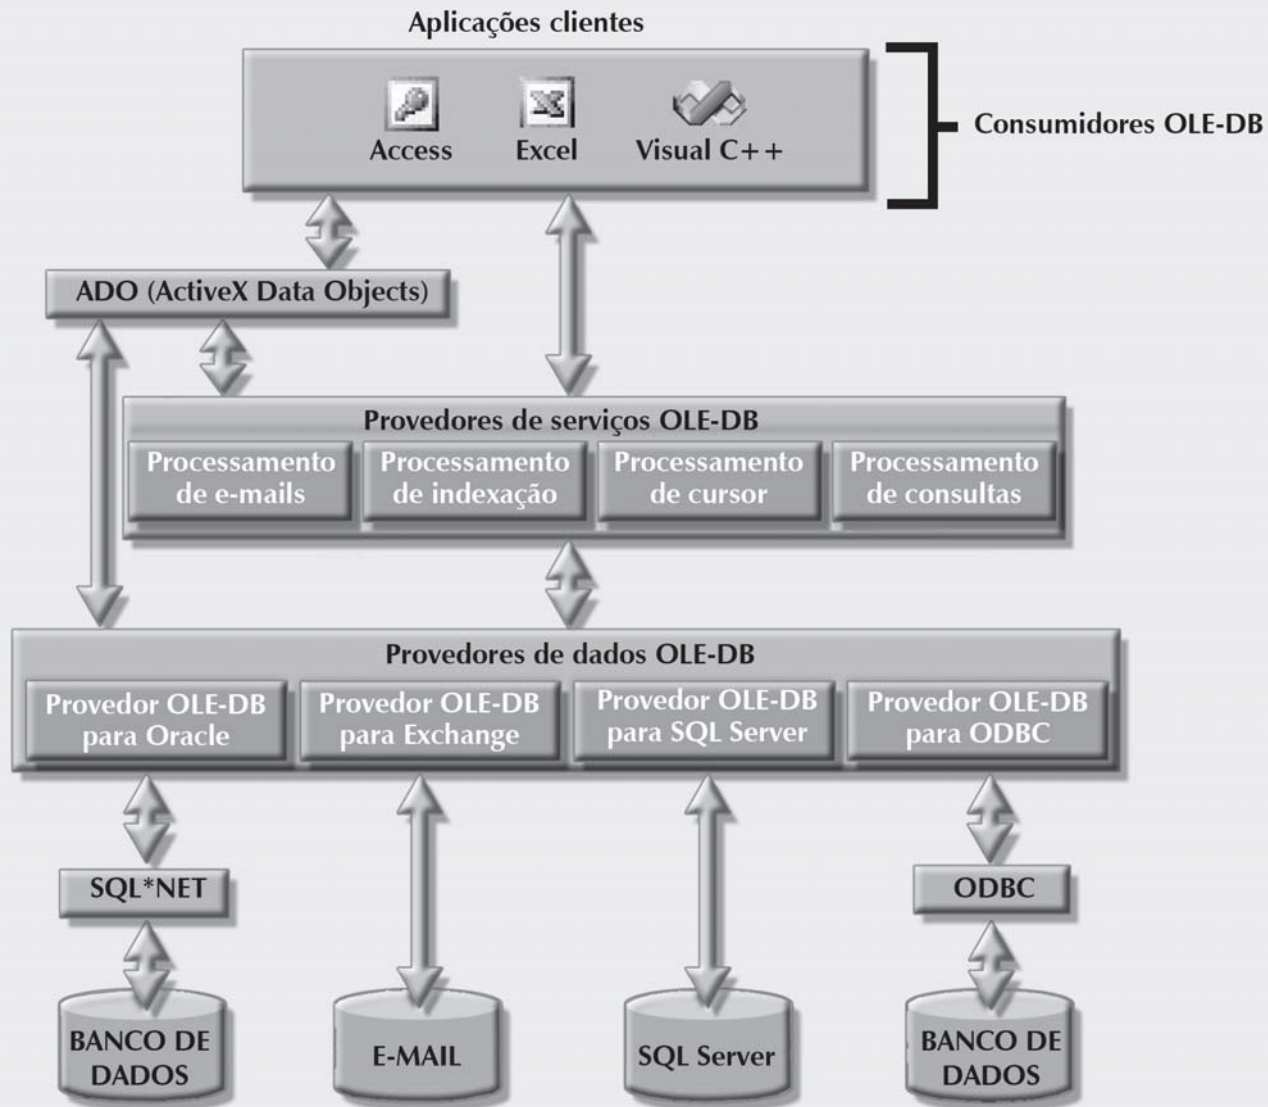 Aplicações clientes
Access
Excel
Visual C++
Consumidores OLE-DB
ADO (ActiveX Data Objects)
Provedores de serviços OLE-DB
Processamento
de e-mails
Processamento
de indexação
Processamento
de cursor
Processamento
de consultas
Provedores de dados OLE-DB
Provedor OLE-DB
para Oracle
Provedor OLE-DB
para Exchange
Provedor OLE-DB
para SQL Server
Provedor OLE-DB
para ODBC
SQL*NET
ODBC
BANCO DE
DADOS
E-MAIL
SQL Server
BANCO DE
DADOS